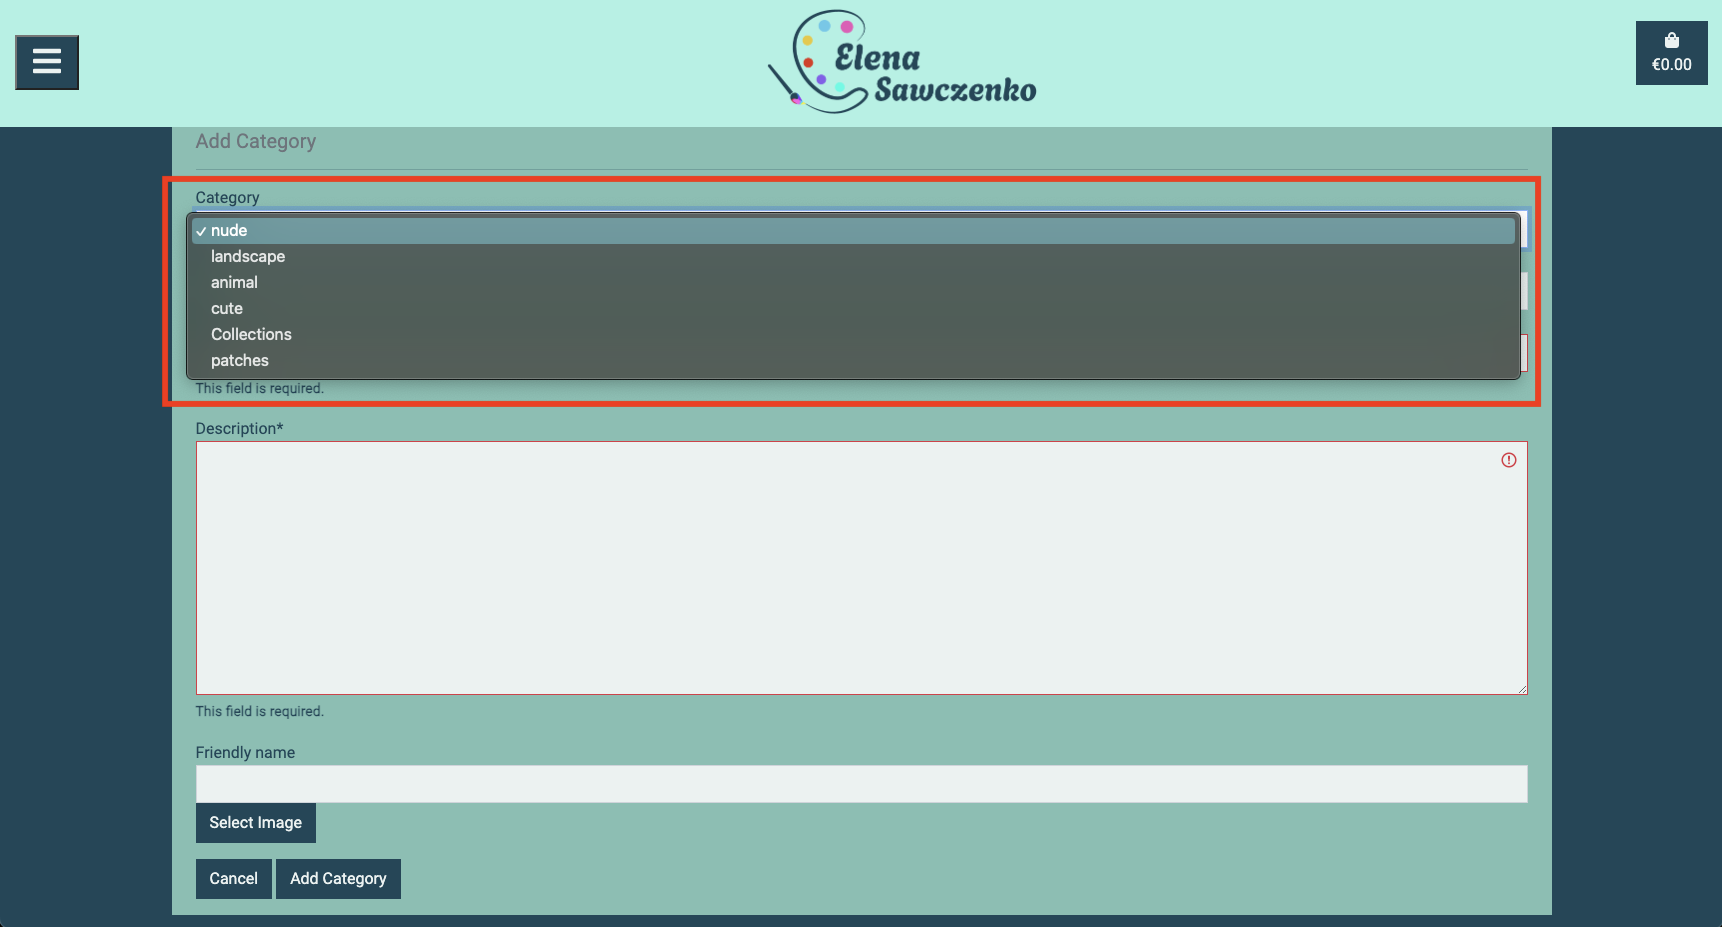 Elena
Sawczenko
€0.00
Add Category
Category
nude
landscape
animal
cute
Collections
patches
This field is required.
Description*
This field is required.
Friendly name
Select Image
Cancel
Add Category